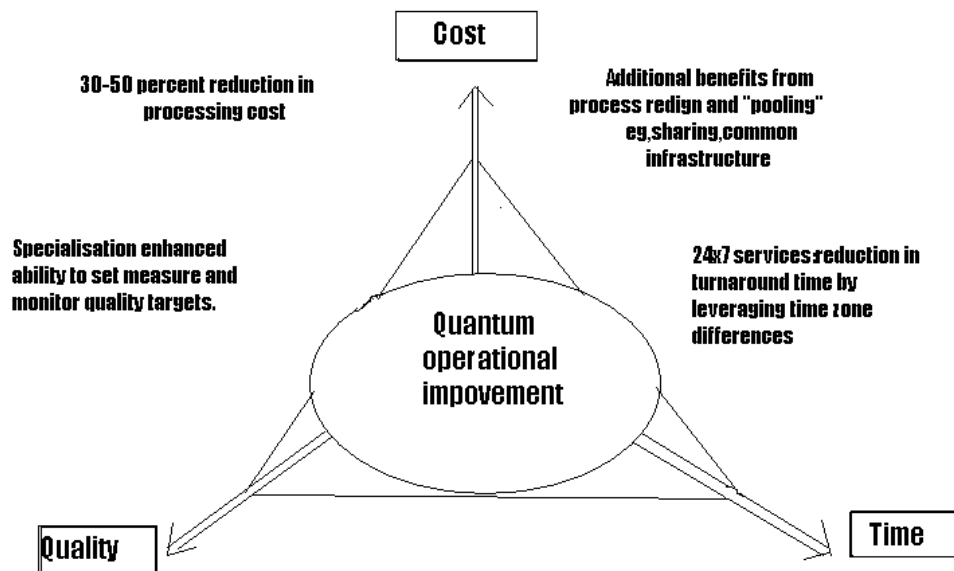 Cost
30-50 percent reduction in
processing cost
Additional benefits from
process redign and "pooling"
eg,sharing,common
infrastructure
Specialisation enhanced
ability to set measure and
monitor quality targets.
24x7 services:reduction in
turnaround time by
leveraging time zone
differences
Quantum
operational
impovement
Quality
Time